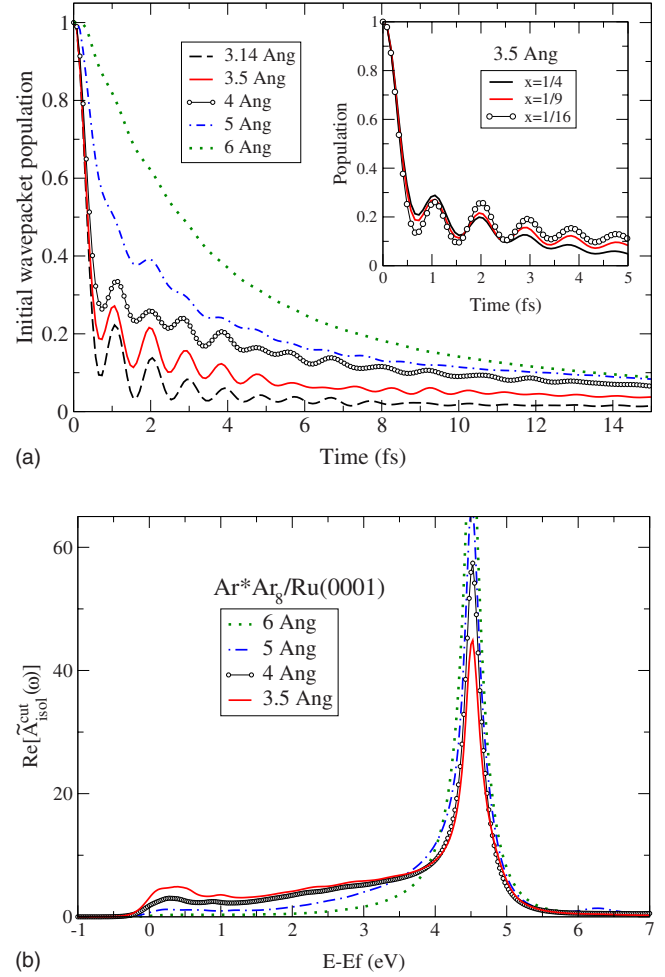 1
0.8
0.6
0.4
0.2
0
Initial wavepacket population
3.14 Ang
3.5 Ang
4 Ang
5 Ang
6 Ang
1
0.8
0.6
0.4
0.2
0
Population
3.5 Ang
x=1/4
x=1/9
x=1/16
0 1 2 3 4 5
Time (fs)
0 2 4 6 8 10 12 14
(a) Time (fs)
60
40
20
0
Re[Ã^cut_isol (ω)]
Ar*Ar₈/Ru(0001)
6 Ang
5 Ang
4 Ang
3.5 Ang
-1 0 1 2 3 4 5 6 7
(b) E-Ef (eV)